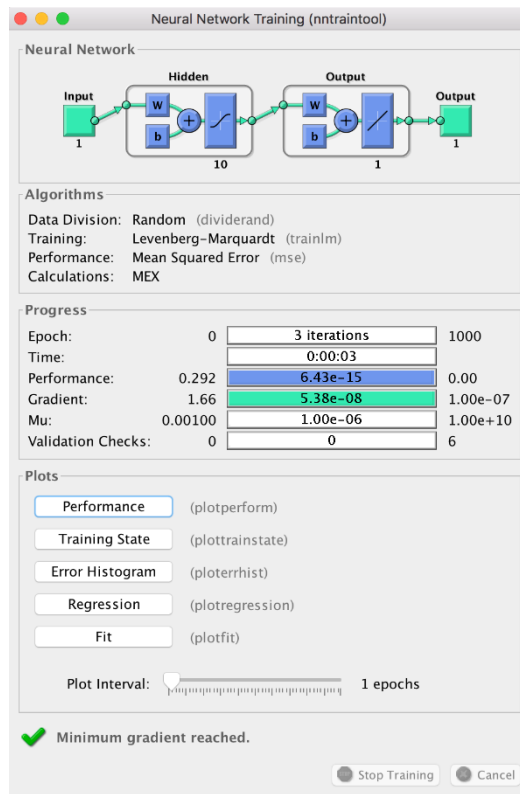 Neural Network Training (nntraintool)
Neural Network
Hidden Output
Input Output
W W
b b
1 1
10 1
Algorithms
Data Division: Random (dividerand)
Training: Levenberg-Marquardt (trainlm)
Performance: Mean Squared Error (mse)
Calculations: MEX
Progress
Epoch: 0 3 iterations 1000
Time: 0:00:03
Performance: 0.292 6.43e-15 0.00
Gradient: 1.66 5.38e-08 1.00e-07
Mu: 0.00100 1.00e-06 1.00e+10
Validation Checks: 0 0 6
Plots
Performance (plotperform)
Training State (plottrainstate)
Error Histogram (ploterrhist)
Regression (plotregression)
Fit (plotfit)
Plot Interval: 1 epochs
Minimum gradient reached.
Stop Training Cancel